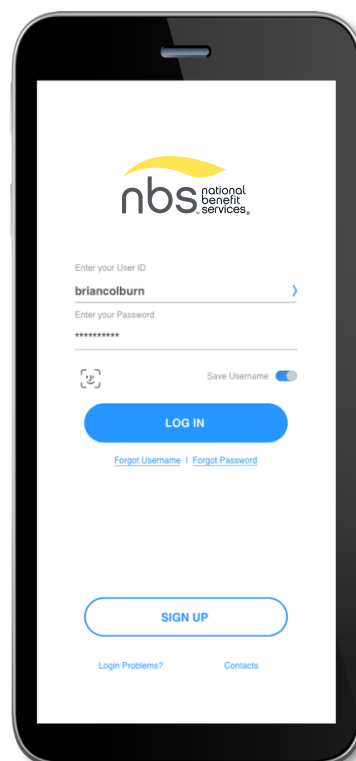 nbs national
benefit
services®
Enter your User ID
briancolburn
Enter your Password
**********
Save Username
LOG IN
Forgot Username | Forgot Password
SIGN UP
Login Problems? Contacts